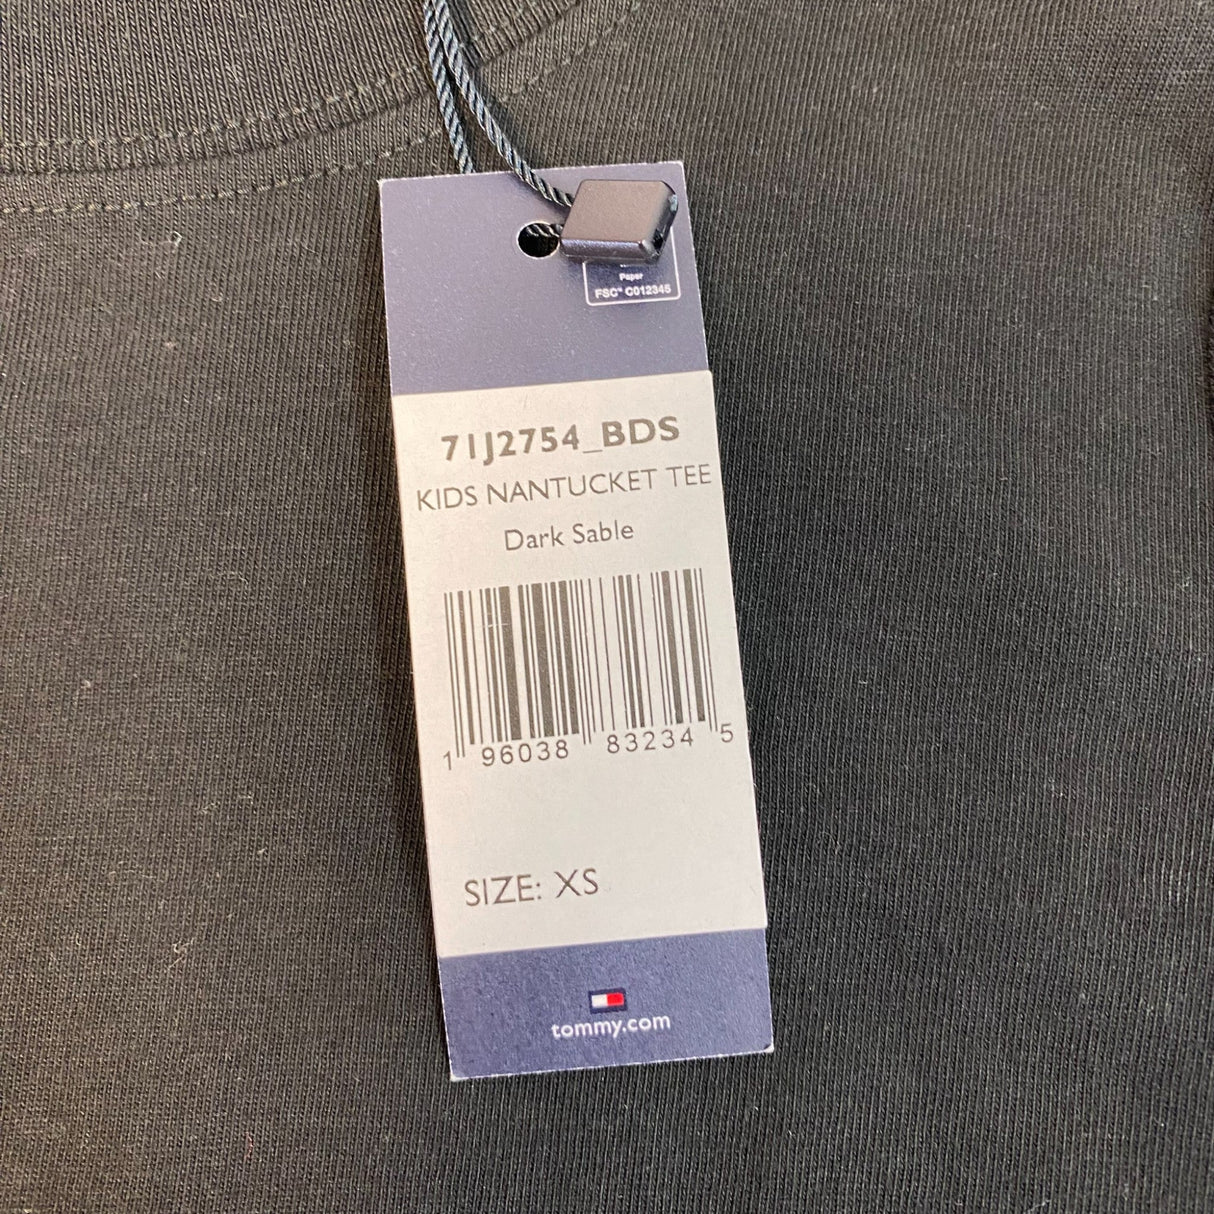 Paper
FSC® C012345
71J2754_BDS
KIDS NANTUCKET TEE
Dark Sable
1 96038 83234 5
SIZE: XS
tommy.com